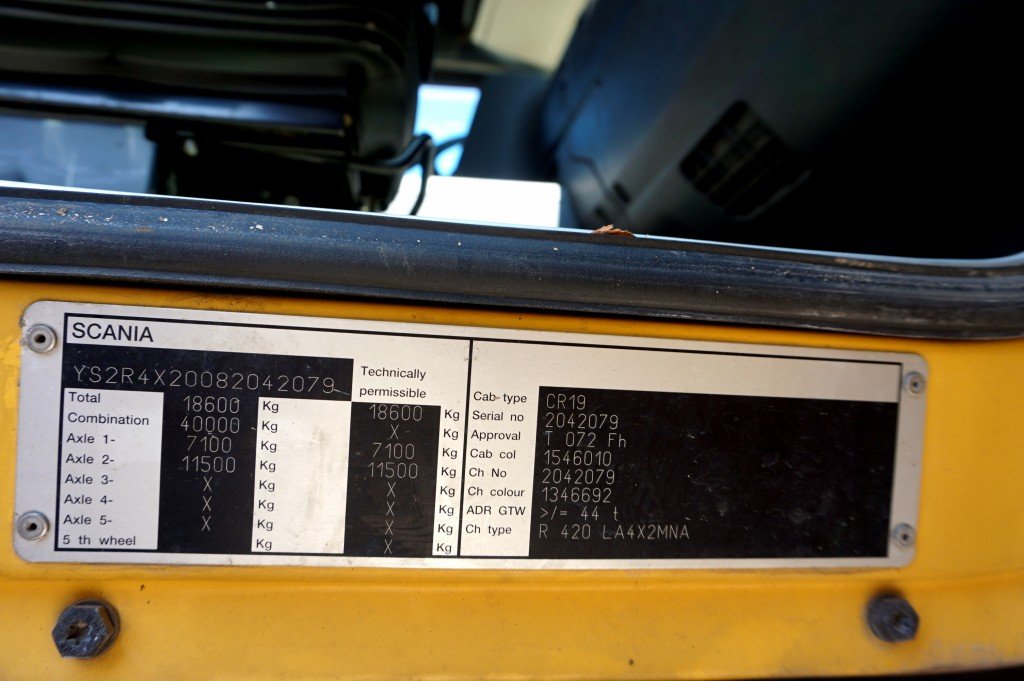 SCANIA
YS2R4X20082042079
Technically
permissible
Total 18600 Kg 18600 Kg
Combination 40000 Kg X Kg
Axle 1- 7100 Kg 7100 Kg
Axle 2- 11500 Kg 11500 Kg
Axle 3- X Kg X Kg
Axle 4- X Kg X Kg
Axle 5- X Kg X Kg
5 th wheel Kg X Kg
Cab type CR19
Serial no 2042079
Approval T 072 Fh
Cab col 1546010
Ch No 2042079
Ch colour 1346692
ADR GTW >/= 44 t
Ch type R 420 LA4X2MNA